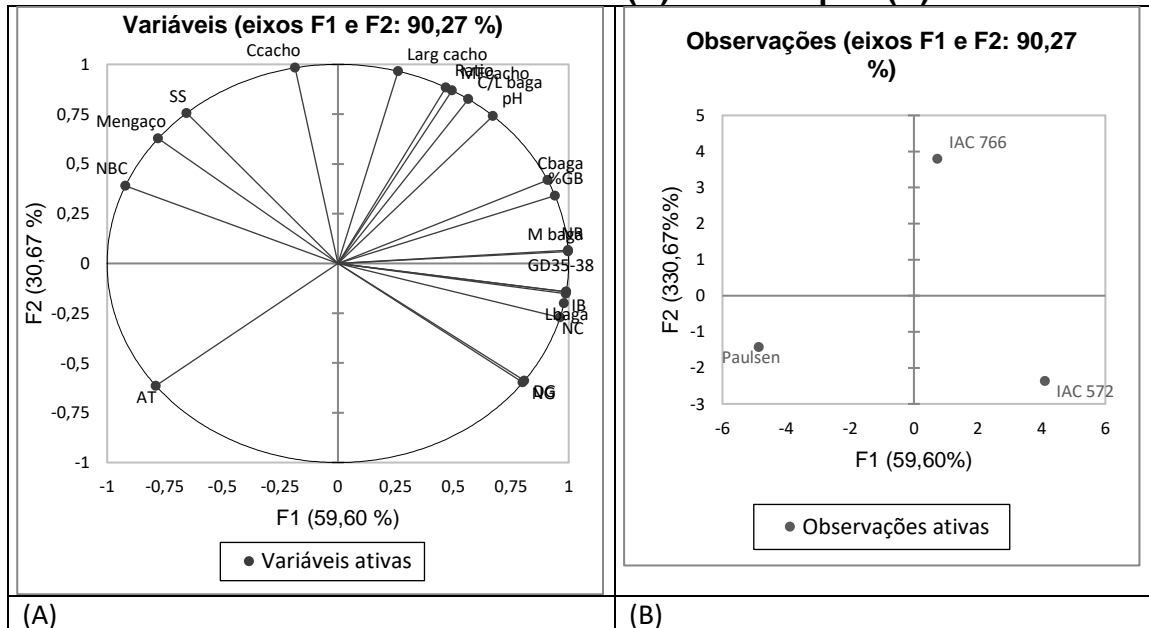 Variáveis (eixos F1 e F2: 90,27 %)
Ccacho
Larg cacho
Ratio
C/L baga
pH
SS
Mengaço
NBC
Cbaga
%GB
M baga
GD35-38
IB
Lbaga
NC
DG
NG
AT
1
0,75
0,5
0,25
0
-0,25
-0,5
-0,75
-1
F2 (30,67 %)
-1 -0,75 -0,5 -0,25 0 0,25 0,5 0,75 1
F1 (59,60 %)
Variáveis ativas
(A)
Observações (eixos F1 e F2: 90,27
%)
5
4
3
2
1
0
-1
-2
-3
F2 (330,67%%)
IAC 766
Paulsen
IAC 572
-6 -4 -2 0 2 4 6
F1 (59,60%)
Observações ativas
(B)